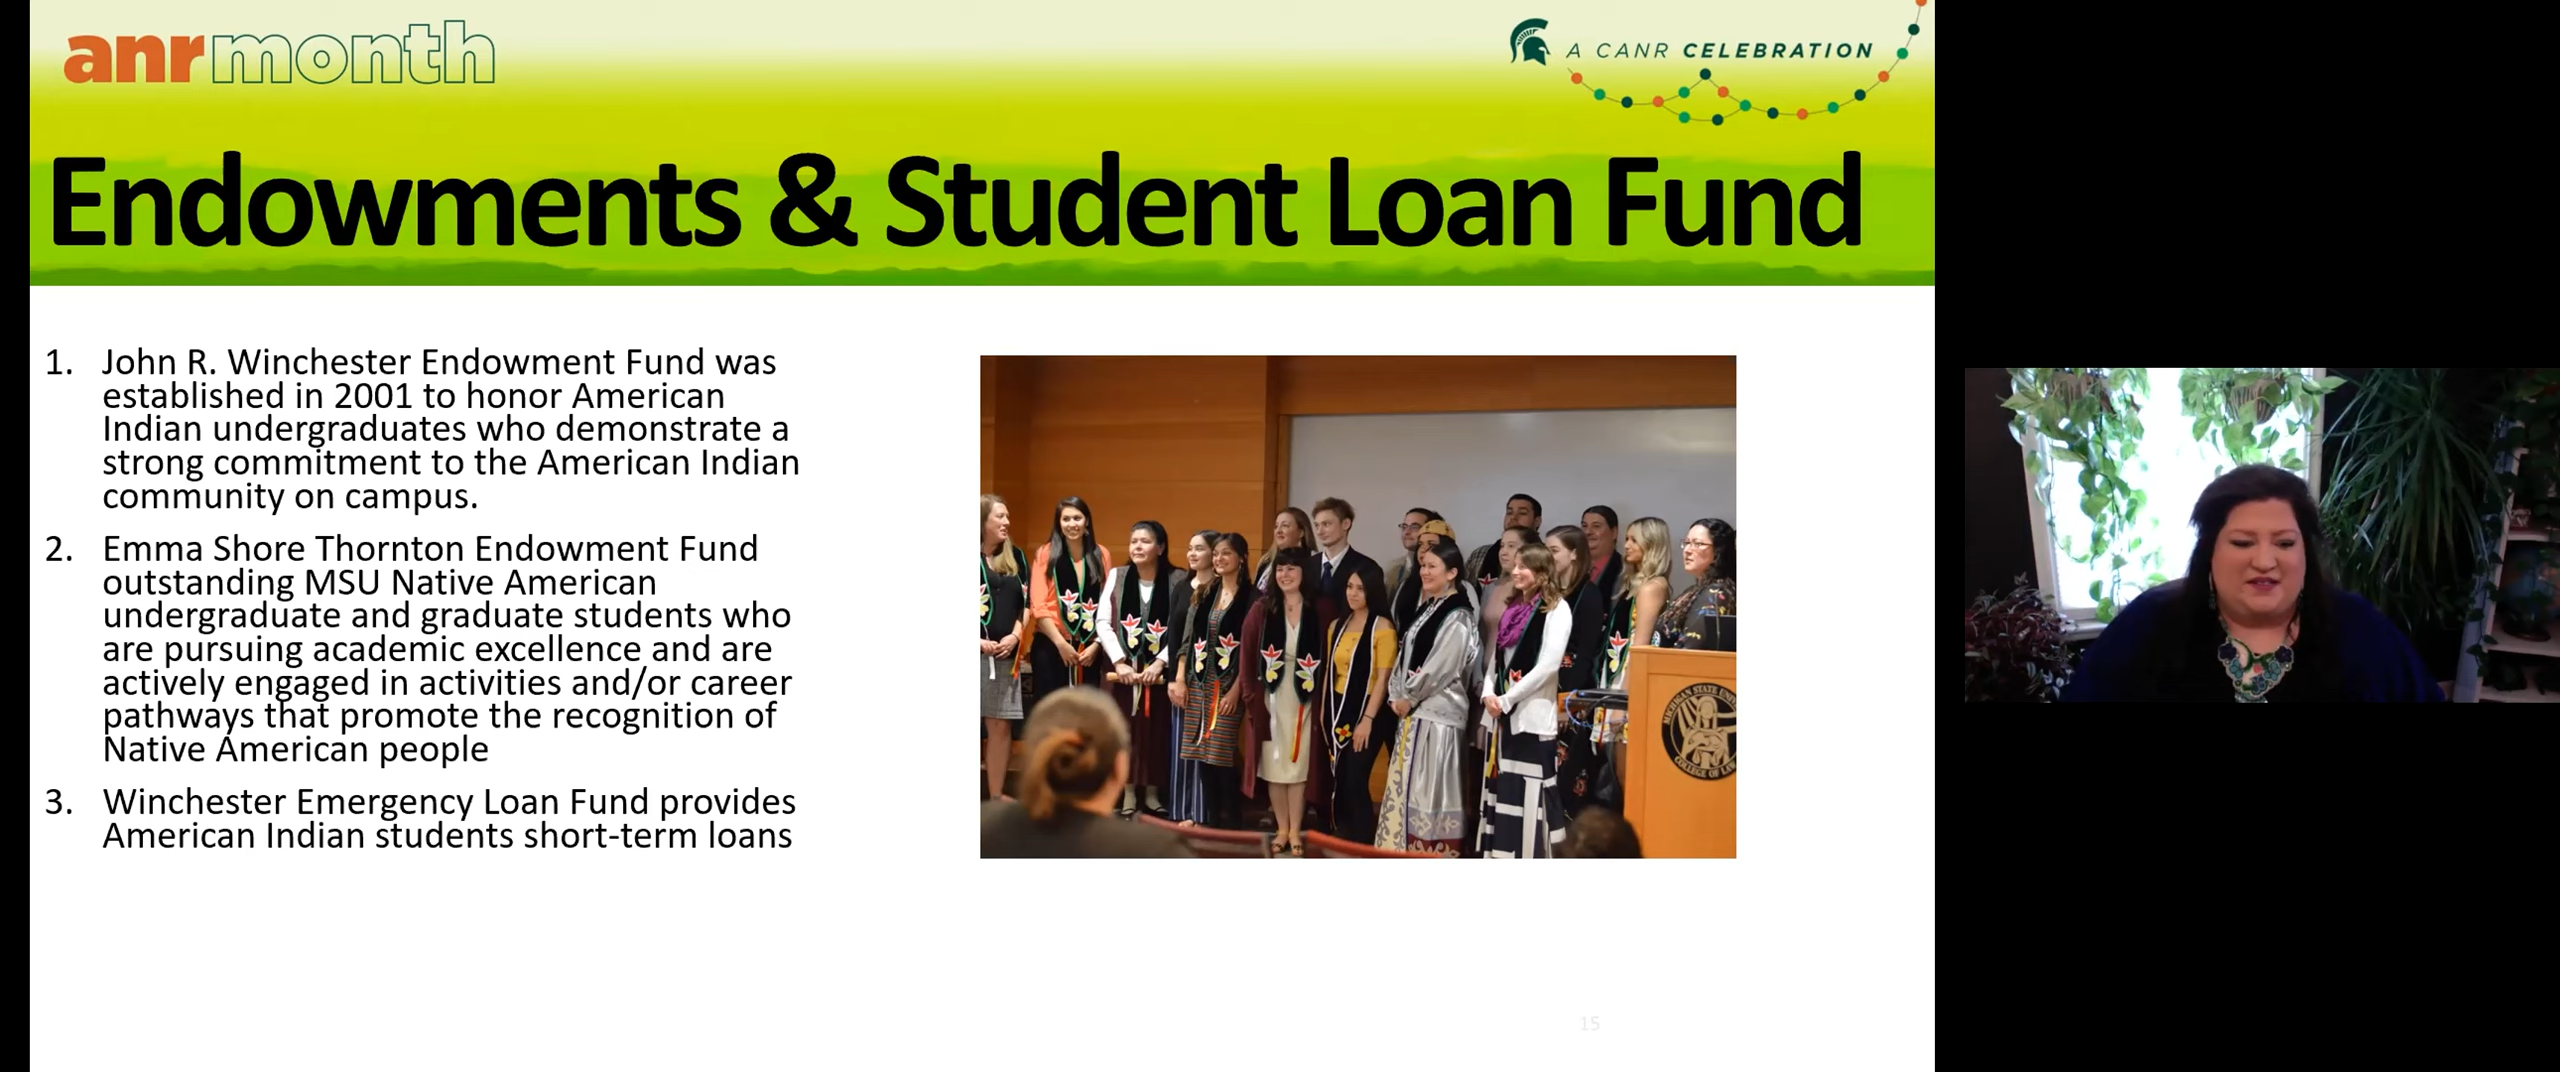 anrmonth
A CANR CELEBRATION
Endowments & Student Loan Fund
1. John R. Winchester Endowment Fund was
established in 2001 to honor American
Indian undergraduates who demonstrate a
strong commitment to the American Indian
community on campus.
2. Emma Shore Thornton Endowment Fund
outstanding MSU Native American
undergraduate and graduate students who
are pursuing academic excellence and are
actively engaged in activities and/or career
pathways that promote the recognition of
Native American people
3. Winchester Emergency Loan Fund provides
American Indian students short-term loans
MICHIGAN STATE
COLLEGE OF
15